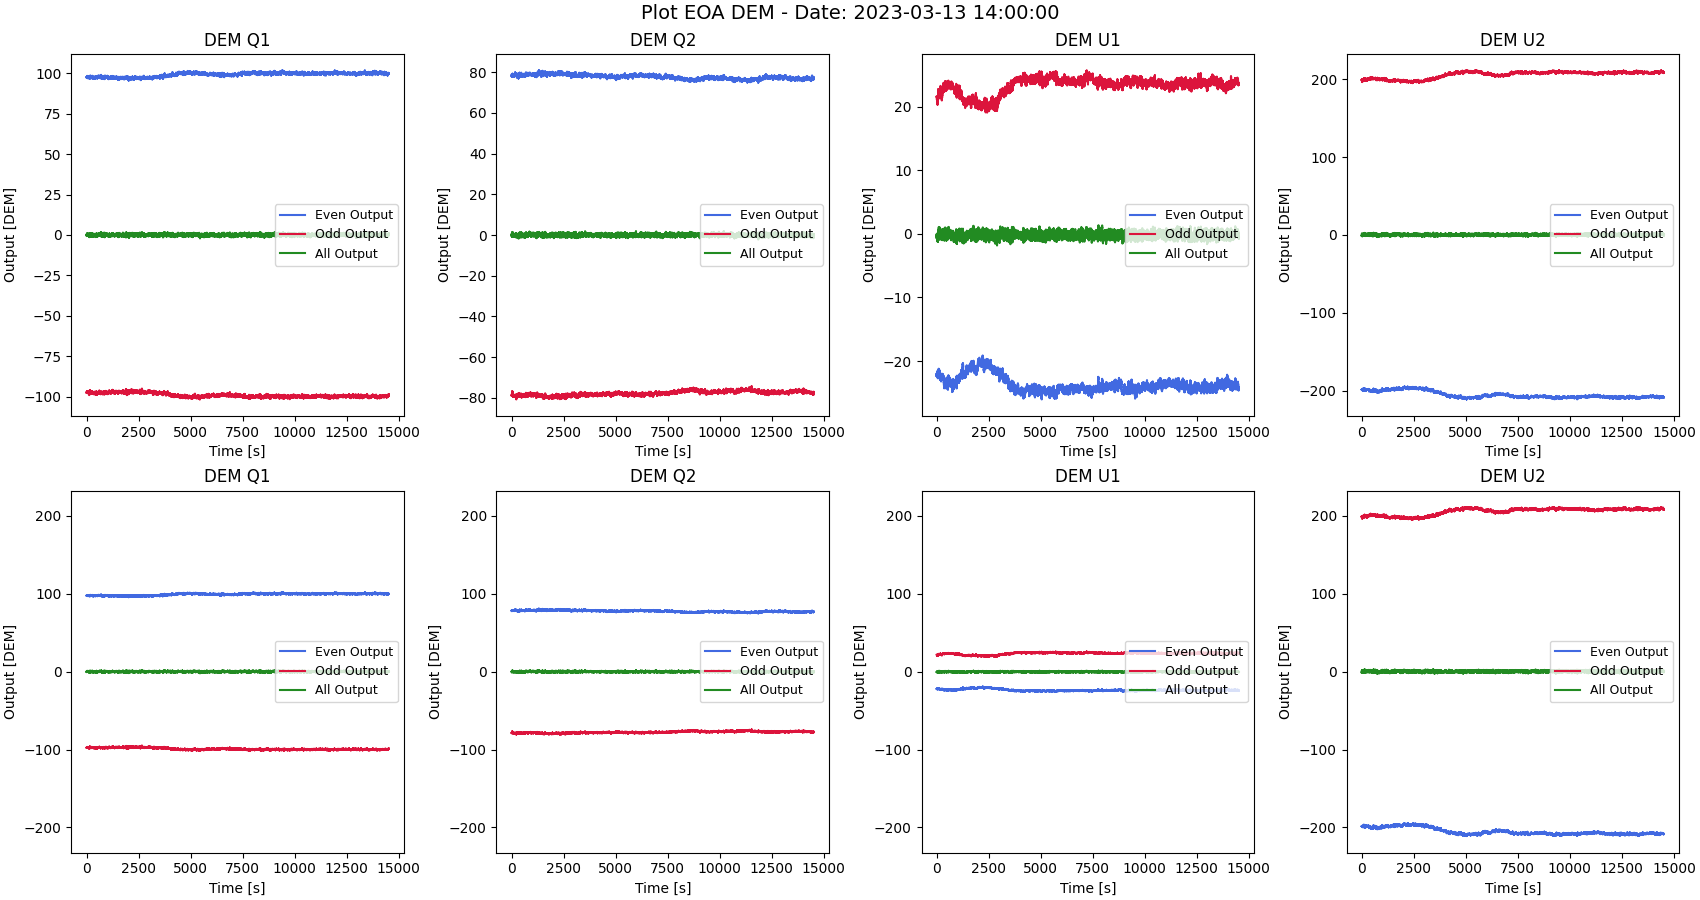 Plot EOA DEM - Date: 2023-03-13 14:00:00
DEM Q1
100
75
50
25
0
−25
−50
−75
−100
Output [DEM]
Even Output
Odd Output
All Output
0 2500 5000 7500 10000 12500 15000
Time [s]
DEM Q2
80
60
40
20
0
−20
−40
−60
−80
Output [DEM]
Even Output
Odd Output
All Output
0 2500 5000 7500 10000 12500 15000
Time [s]
DEM U1
20
10
0
−10
−20
Output [DEM]
Even Output
Odd Output
All Output
0 2500 5000 7500 10000 12500 15000
Time [s]
DEM U2
200
100
0
−100
−200
Output [DEM]
Even Output
Odd Output
All Output
0 2500 5000 7500 10000 12500 15000
Time [s]
DEM Q1
200
100
0
−100
−200
Output [DEM]
Even Output
Odd Output
All Output
0 2500 5000 7500 10000 12500 15000
Time [s]
DEM Q2
200
100
0
−100
−200
Output [DEM]
Even Output
Odd Output
All Output
0 2500 5000 7500 10000 12500 15000
Time [s]
DEM U1
200
100
0
−100
−200
Output [DEM]
Even Output
Odd Output
All Output
0 2500 5000 7500 10000 12500 15000
Time [s]
DEM U2
200
100
0
−100
−200
Output [DEM]
Even Output
Odd Output
All Output
0 2500 5000 7500 10000 12500 15000
Time [s]